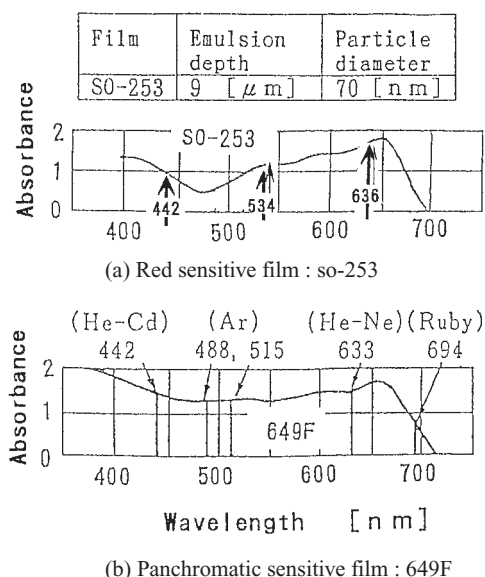 Film Emulsion depth Particle diameter
SO-253 9 [μm] 70 [nm]
SO-253
Absorbance
2
1
0
442 534 636
400 500 600 700
(a) Red sensitive film : so-253
(He-Cd) (Ar) (He-Ne)(Ruby)
442 488, 515 633 694
Absorbance
2
1
0
649F
400 500 600 700
Wavelength [nm]
(b) Panchromatic sensitive film : 649F